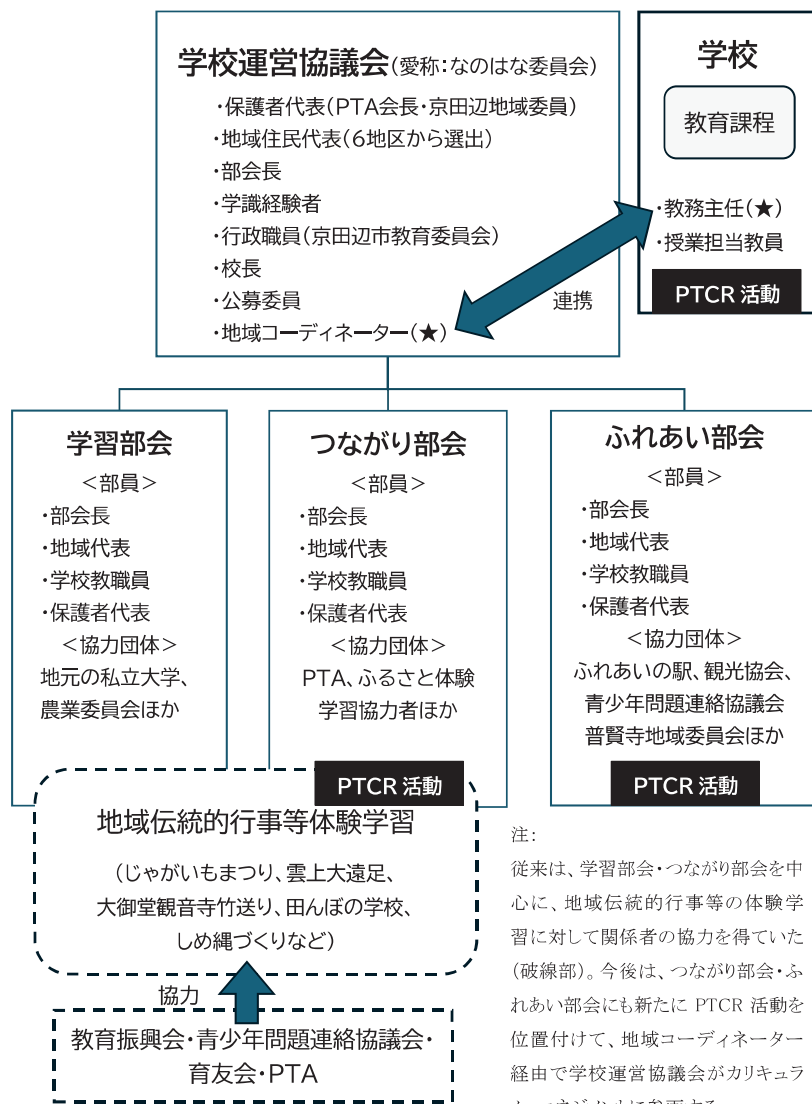 学校運営協議会(愛称：なのはな委員会)
・保護者代表(PTA会長・京田辺地域委員)
・地域住民代表(6地区から選出)
・部会長
・学識経験者
・行政職員(京田辺市教育委員会)
・校長
・公募委員
・地域コーディネーター(★)
連携
学校
教育課程
・教務主任(★)
・授業担当教員
PTCR 活動
学習部会
＜部員＞
・部会長
・地域代表
・学校教職員
・保護者代表
＜協力団体＞
地元の私立大学、
農業委員会ほか
つながり部会
＜部員＞
・部会長
・地域代表
・学校教職員
・保護者代表
＜協力団体＞
PTA、ふるさと体験
学習協力者ほか
PTCR 活動
ふれあい部会
＜部員＞
・部会長
・地域代表
・学校教職員
・保護者代表
＜協力団体＞
ふれあいの駅、観光協会、
青少年問題連絡協議会
普賢寺地域委員会ほか
PTCR 活動
地域伝統的行事等体験学習
(じゃがいもまつり、雲上大遠足、
大御堂観音寺竹送り、田んぼの学校、
しめ縄づくりなど)
協力
教育振興会・青少年問題連絡協議会・
育友会・PTA
注：
従来は、学習部会・つながり部会を中
心に、地域伝統的行事等の体験学
習に対して関係者の協力を得ていた
(破線部)。今後は、つながり部会・ふ
れあい部会にも新たに PTCR 活動を
位置付けて、地域コーディネーター
経由で学校運営協議会がカリキュラ